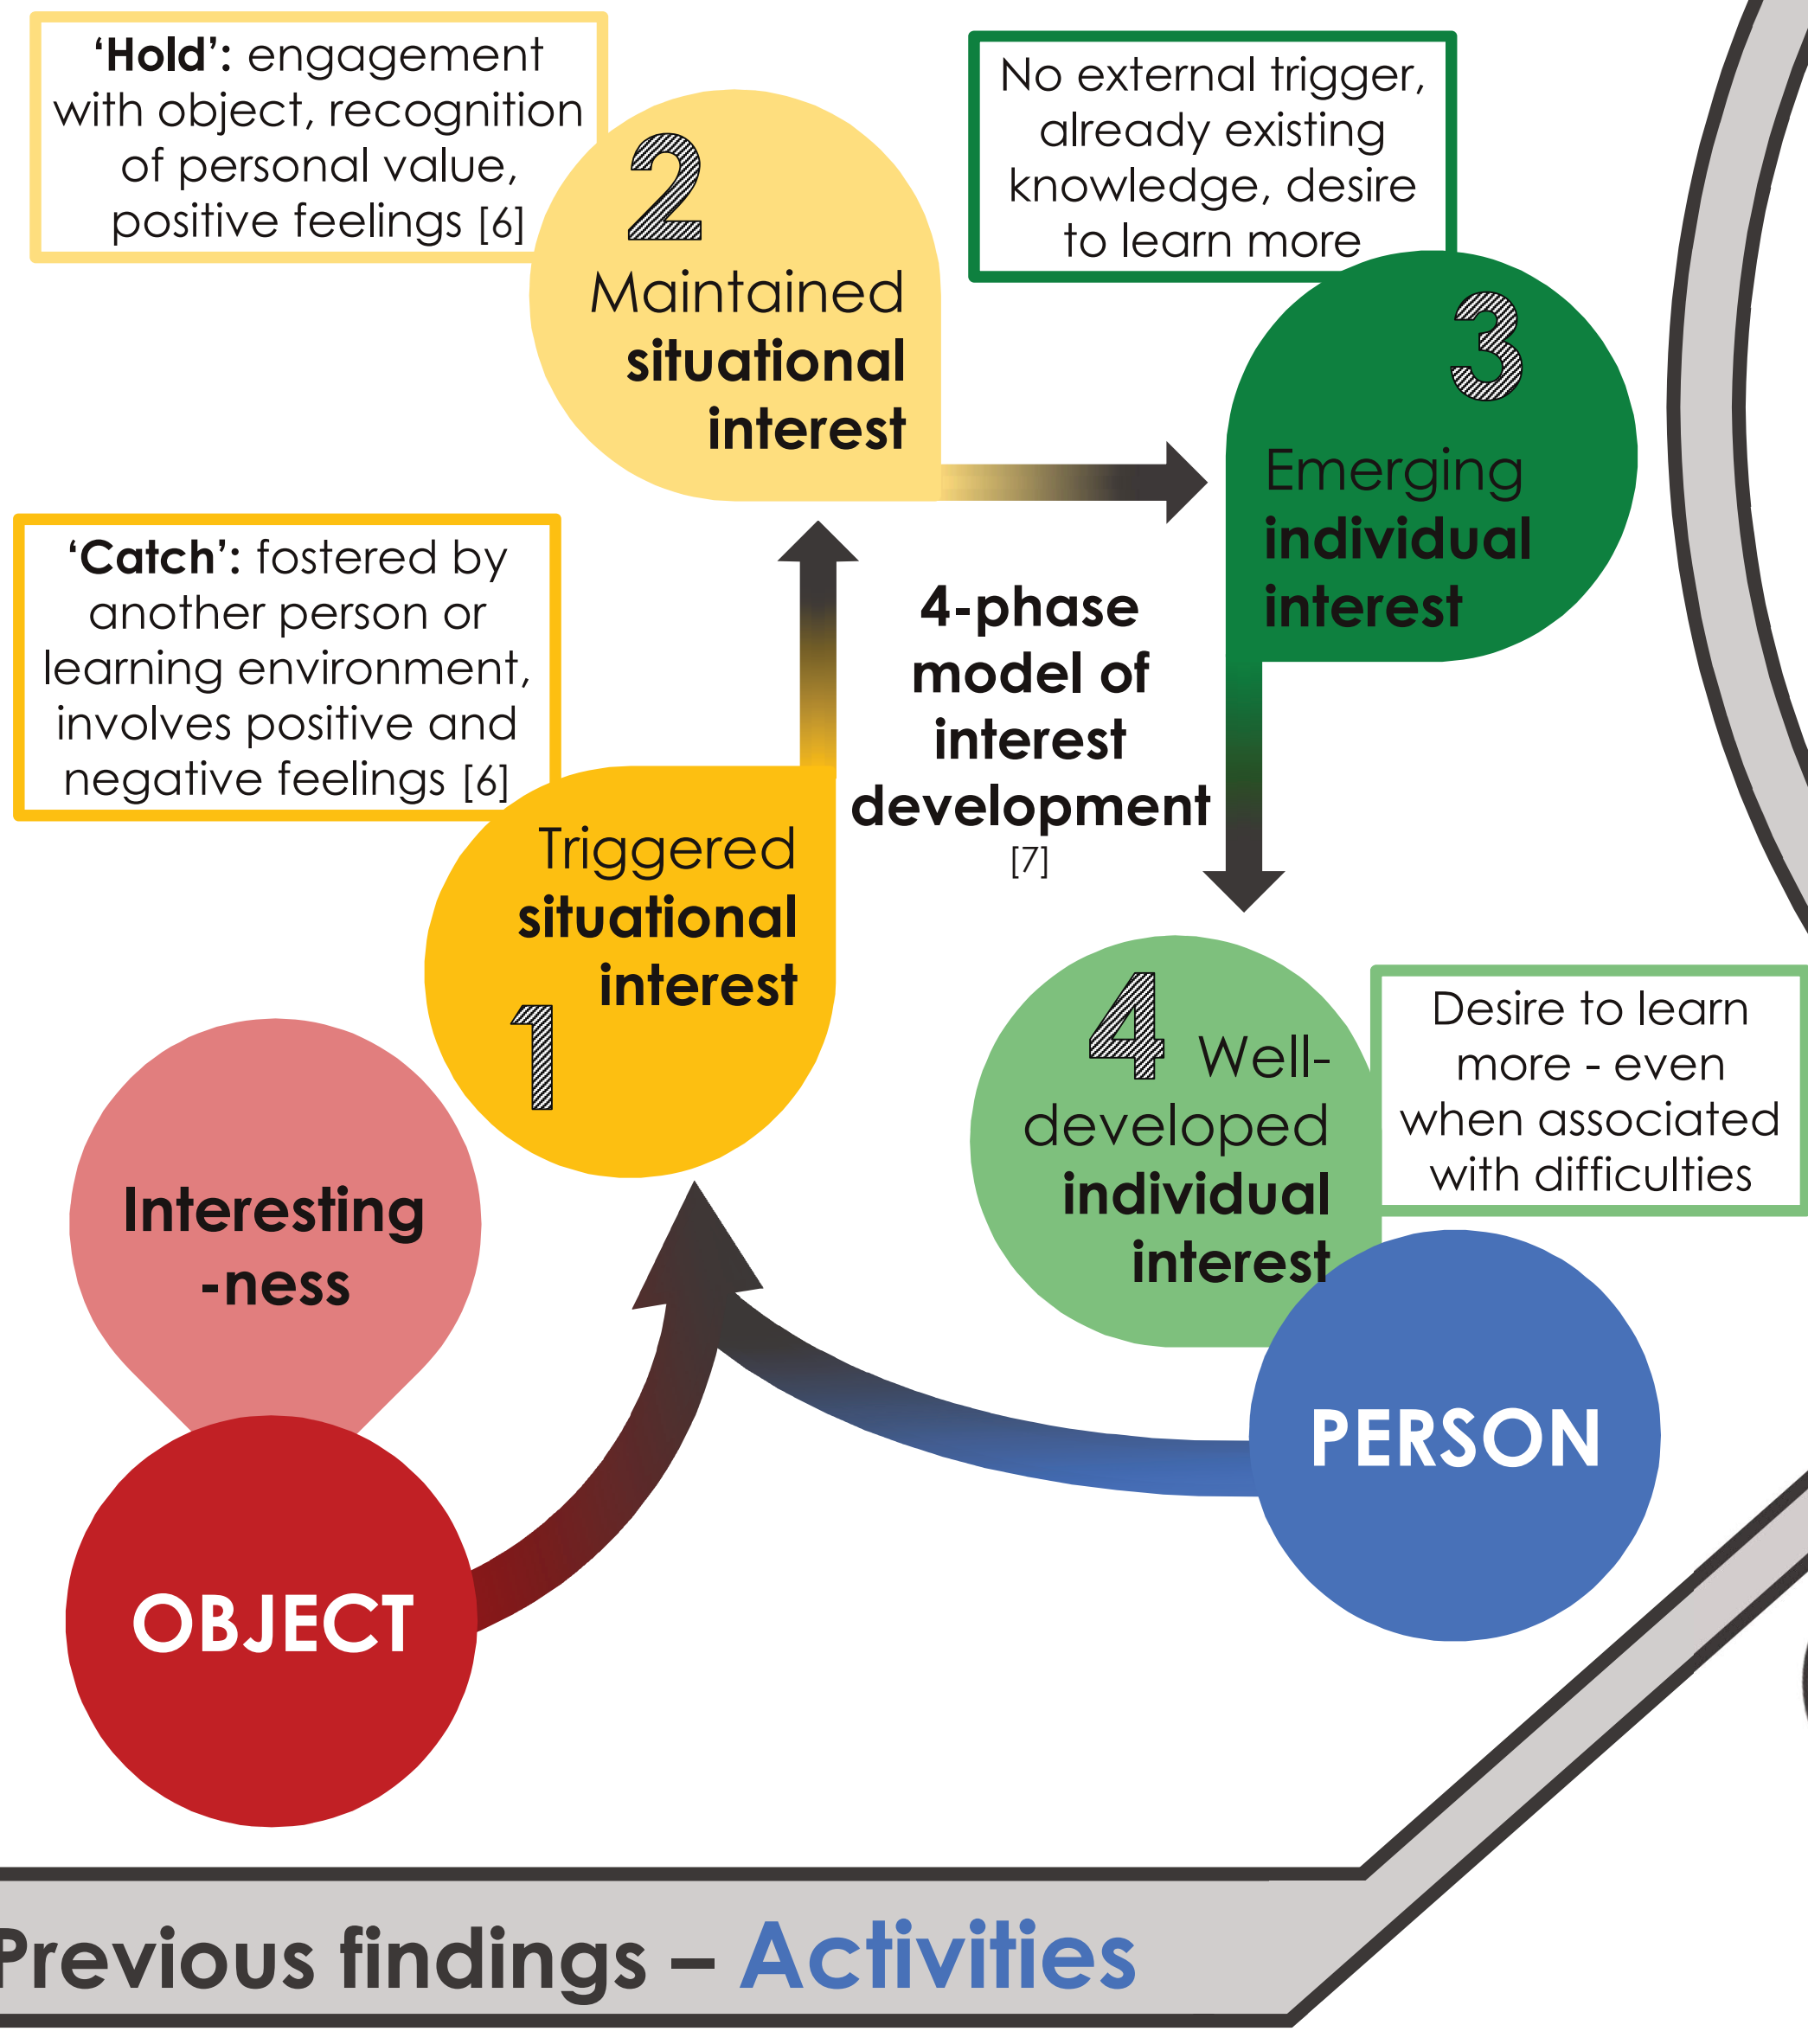 ‘Hold’: engagement
with object, recognition
of personal value,
positive feelings [6]
2
Maintained
situational
interest
No external trigger,
already existing
knowledge, desire
to learn more
3
Emerging
individual
interest
‘Catch’: fostered by
another person or
learning environment,
involves positive and
negative feelings [6]
4-phase
model of
interest
development
[7]
Triggered
situational
interest
1
4 Well-
developed
individual
interest
Desire to learn
more - even
when associated
with difficulties
Interesting
-ness
OBJECT
PERSON
Previous findings – Activities